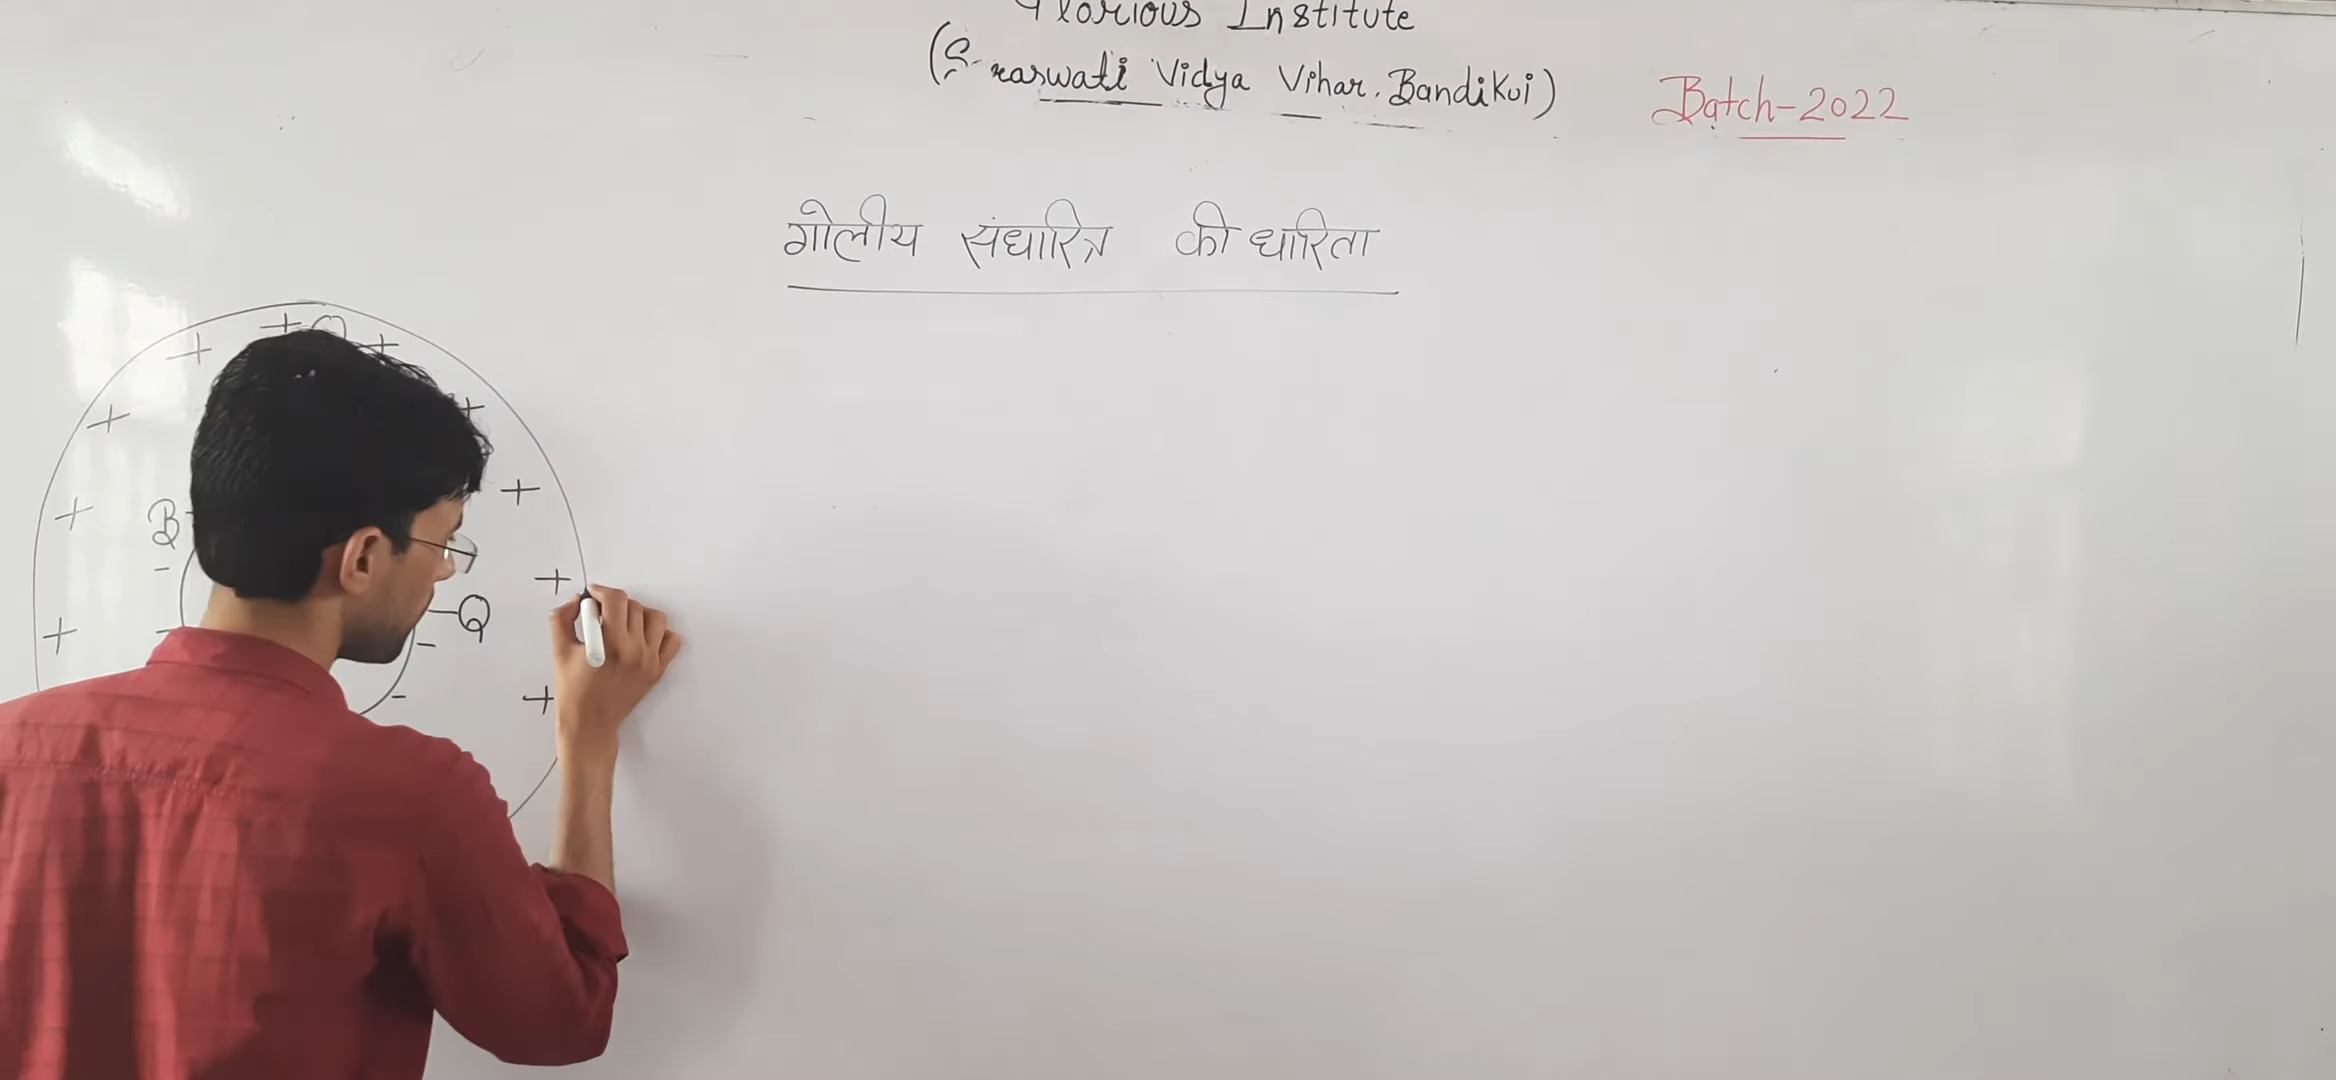 Glorious Institute
(Saraswati Vidya Vihar, Bandikui)
Batch-2022
गोलीय संधारित्र की धारिता
+Q
+ + + + + + + + + +
B
-Q
- - - -